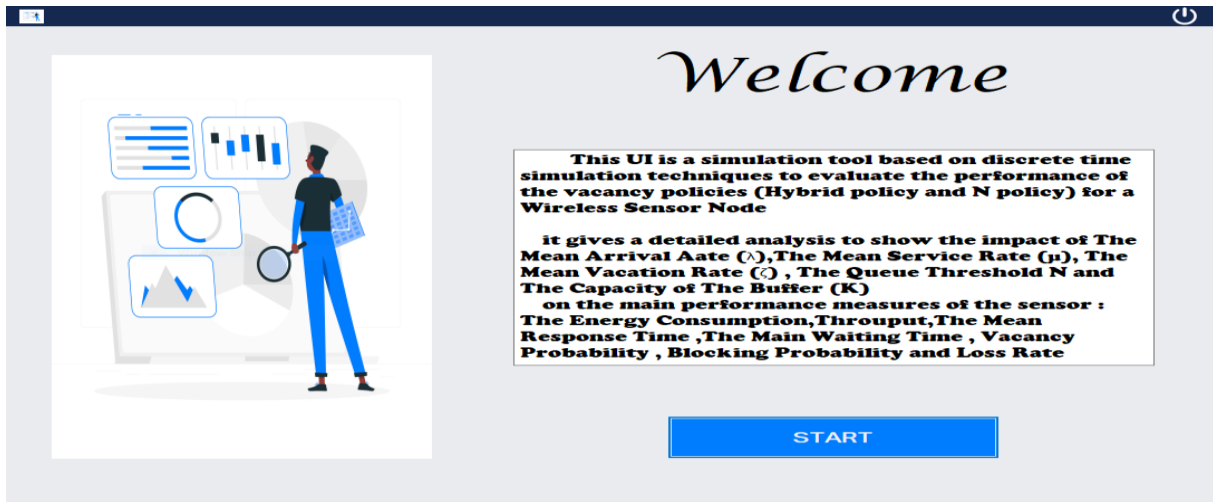 Welcome
This UI is a simulation tool based on discrete time
simulation techniques to evaluate the performance of
the vacancy policies (Hybrid policy and N policy) for a
Wireless Sensor Node
it gives a detailed analysis to show the impact of The
Mean Arrival Aate (λ),The Mean Service Rate (μ), The
Mean Vacation Rate (ζ) , The Queue Threshold N and
The Capacity of The Buffer (K)
on the main performance measures of the sensor :
The Energy Consumption,Throuput,The Mean
Response Time ,The Main Waiting Time , Vacancy
Probability , Blocking Probability and Loss Rate
START